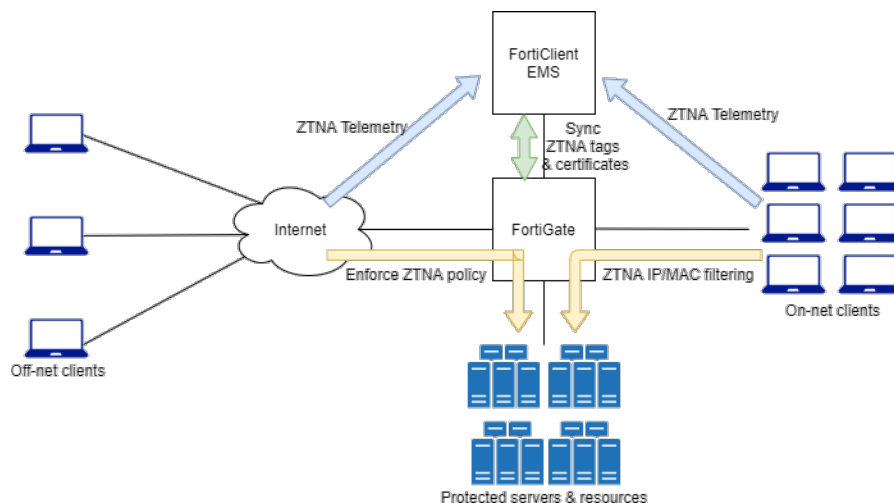 FortiClient
EMS
ZTNA Telemetry
Sync
ZTNA tags
& certificates
ZTNA Telemetry
Internet
FortiGate
Enforce ZTNA policy
ZTNA IP/MAC filtering
On-net clients
Off-net clients
Protected servers & resources